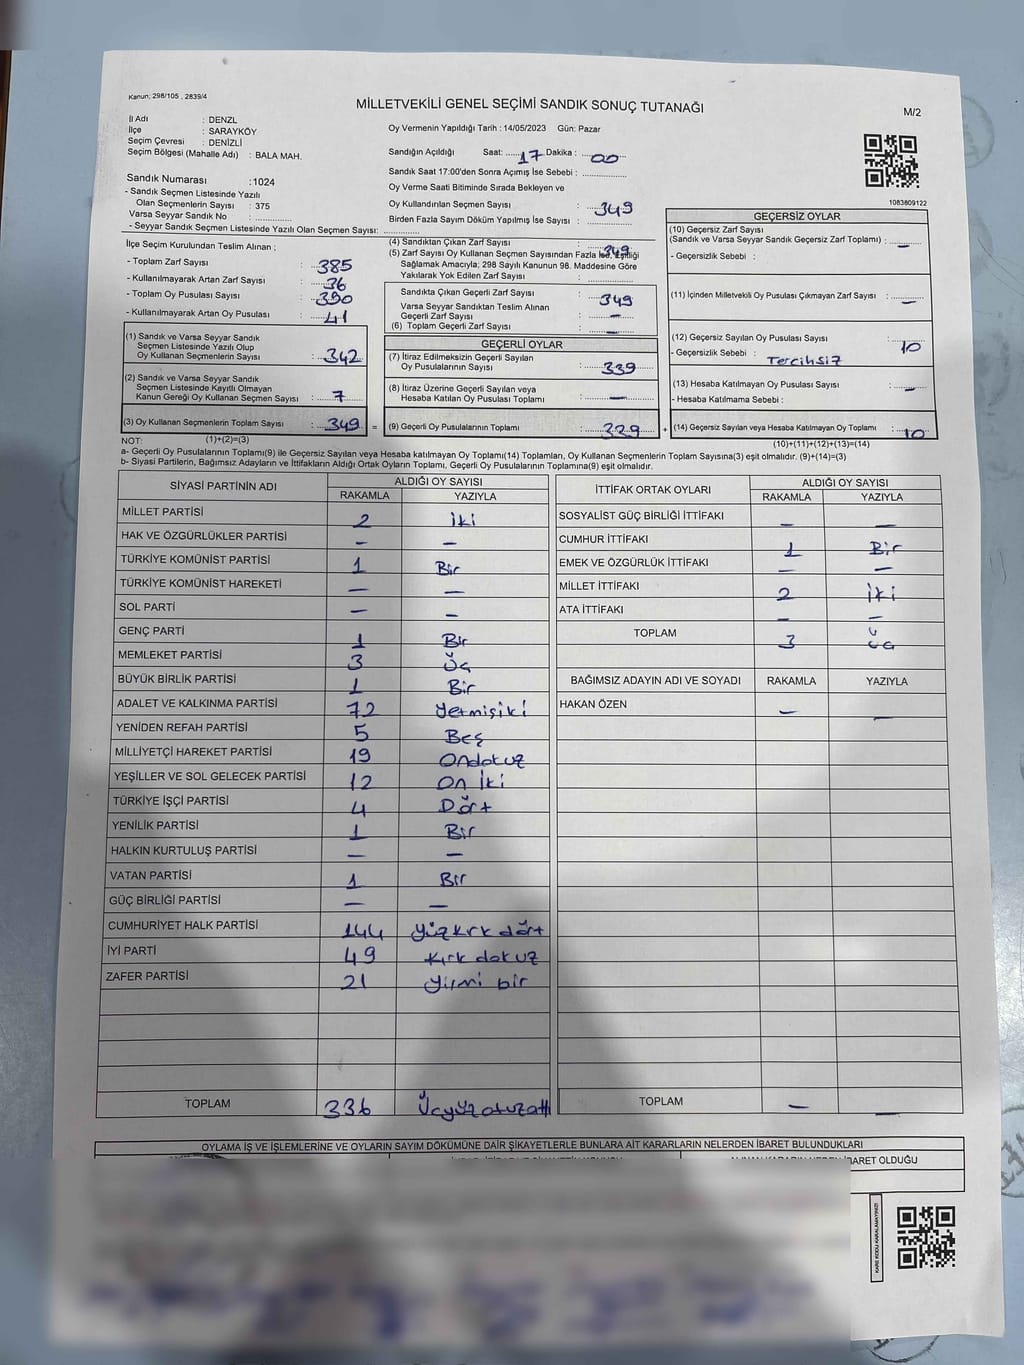 Kanun: 298/105 , 2839/4
MİLLETVEKİLİ GENEL SEÇİMİ SANDIK SONUÇ TUTANAĞI
M/2
İl Adı : DENZL
İlçe : SARAYKÖY
Seçim Çevresi : DENİZLİ
Seçim Bölgesi (Mahalle Adı) : BALA MAH.
Oy Vermenin Yapıldığı Tarih : 14/05/2023 Gün: Pazar
Sandığın Açıldığı Saat: 17 Dakika : 00
Sandık Saat 17:00'den Sonra Açımış İse Sebebi :
Oy Verme Saati Bitiminde Sırada Bekleyen ve
Oy Kullandırılan Seçmen Sayısı : 349
Birden Fazla Sayım Döküm Yapılmış İse Sayısı :
1083809122
Sandık Numarası : 1024
- Sandık Seçmen Listesinde Yazılı
Olan Seçmenlerin Sayısı : 375
Varsa Seyyar Sandık No :
- Seyyar Sandık Seçmen Listesinde Yazılı Olan Seçmen Sayısı:
İlçe Seçim Kurulundan Teslim Alınan ;
- Toplam Zarf Sayısı : 385
- Kullanılmayarak Artan Zarf Sayısı : 36
- Toplam Oy Pusulası Sayısı : 390
- Kullanılmayarak Artan Oy Pusulası : 41
(1) Sandık ve Varsa Seyyar Sandık
Seçmen Listesinde Yazılı Olup
Oy Kullanan Seçmenlerin Sayısı : 342
(2) Sandık ve Varsa Seyyar Sandık
Seçmen Listesinde Kayıtlı Olmayan
Kanun Gereği Oy Kullanan Seçmen Sayısı : 7
(3) Oy Kullanan Seçmenlerin Toplam Sayısı : 349 =
(4) Sandıktan Çıkan Zarf Sayısı : 349
(5) Zarf Sayısı Oy Kullanan Seçmen Sayısından Fazla İse, Eşitliği
Sağlamak Amacıyla; 298 Sayılı Kanunun 98. Maddesine Göre
Yakılarak Yok Edilen Zarf Sayısı :
Sandıkta Çıkan Geçerli Zarf Sayısı : 349
Varsa Seyyar Sandıktan Teslim Alınan
Geçerli Zarf Sayısı : —
(6) Toplam Geçerli Zarf Sayısı : —
GEÇERLİ OYLAR
(7) İtiraz Edilmeksizin Geçerli Sayılan
Oy Pusulalarının Sayısı : 339
(8) İtiraz Üzerine Geçerli Sayılan veya
Hesaba Katılan Oy Pusulası Toplamı : —
(9) Geçerli Oy Pusulalarının Toplamı : 339 +
GEÇERSİZ OYLAR
(10) Geçersiz Zarf Sayısı
(Sandık ve Varsa Seyyar Sandık Geçersiz Zarf Toplamı) : —
- Geçersizlik Sebebi :
(11) İçinden Milletvekili Oy Pusulası Çıkmayan Zarf Sayısı : —
(12) Geçersiz Sayılan Oy Pusulası Sayısı : 10
- Geçersizlik Sebebi : Tercihsiz
(13) Hesaba Katılmayan Oy Pusulası Sayısı : —
- Hesaba Katılmama Sebebi :
(14) Geçersiz Sayılan veya Hesaba Katılmayan Oy Toplamı : 10
NOT: (1)+(2)=(3)
(10)+(11)+(12)+(13)=(14)
a- Geçerli Oy Pusulalarının Toplamı(9) ile Geçersiz Sayılan veya Hesaba katılmayan Oy Toplamı(14) Toplamları, Oy Kullanan Seçmenlerin Toplam Sayısına(3) eşit olmalıdır. (9)+(14)=(3)
b- Siyasi Partilerin, Bağımsız Adayların ve İttifakların Aldığı Ortak Oyların Toplamı, Geçerli Oy Pusulalarının Toplamına(9) eşit olmalıdır.
SİYASİ PARTİNİN ADI ALDIĞI OY SAYISI
RAKAMLA YAZIYLA
MİLLET PARTİSİ 2 iki
HAK VE ÖZGÜRLÜKLER PARTİSİ — —
TÜRKİYE KOMÜNİST PARTİSİ 1 Bir
TÜRKİYE KOMÜNİST HAREKETİ — —
SOL PARTİ — —
GENÇ PARTİ 1 Bir
MEMLEKET PARTİSİ 3 Üç
BÜYÜK BİRLİK PARTİSİ 1 Bir
ADALET VE KALKINMA PARTİSİ 72 Yetmişiki
YENİDEN REFAH PARTİSİ 5 Beş
MİLLİYETÇİ HAREKET PARTİSİ 19 Ondokuz
YEŞİLLER VE SOL GELECEK PARTİSİ 12 On iki
TÜRKİYE İŞÇİ PARTİSİ 4 Dört
YENİLİK PARTİSİ 1 Bir
HALKIN KURTULUŞ PARTİSİ — —
VATAN PARTİSİ 1 Bir
GÜÇ BİRLİĞİ PARTİSİ — —
CUMHURİYET HALK PARTİSİ 144 Yüzkırk dört
İYİ PARTİ 49 Kırk dokuz
ZAFER PARTİSİ 21 Yirmi bir
TOPLAM 336 Üçyüzotuzaltı
İTTİFAK ORTAK OYLARI ALDIĞI OY SAYISI
RAKAMLA YAZIYLA
SOSYALİST GÜÇ BİRLİĞİ İTTİFAKI — —
CUMHUR İTTİFAKI 1 Bir
EMEK VE ÖZGÜRLÜK İTTİFAKI — —
MİLLET İTTİFAKI 2 iki
ATA İTTİFAKI — —
TOPLAM 3 Üç
BAĞIMSIZ ADAYIN ADI VE SOYADI RAKAMLA YAZIYLA
HAKAN ÖZEN — —
TOPLAM — —
OYLAMA İŞ VE İŞLEMLERİNE VE OYLARIN SAYIM DÖKÜMÜNE DAİR ŞİKAYETLERLE BUNLARA AİT KARARLARIN NELERDEN İBARET BULUNDUKLARI
İBARET OLDUĞU
KARE KODU KARALAMAYINIZ!